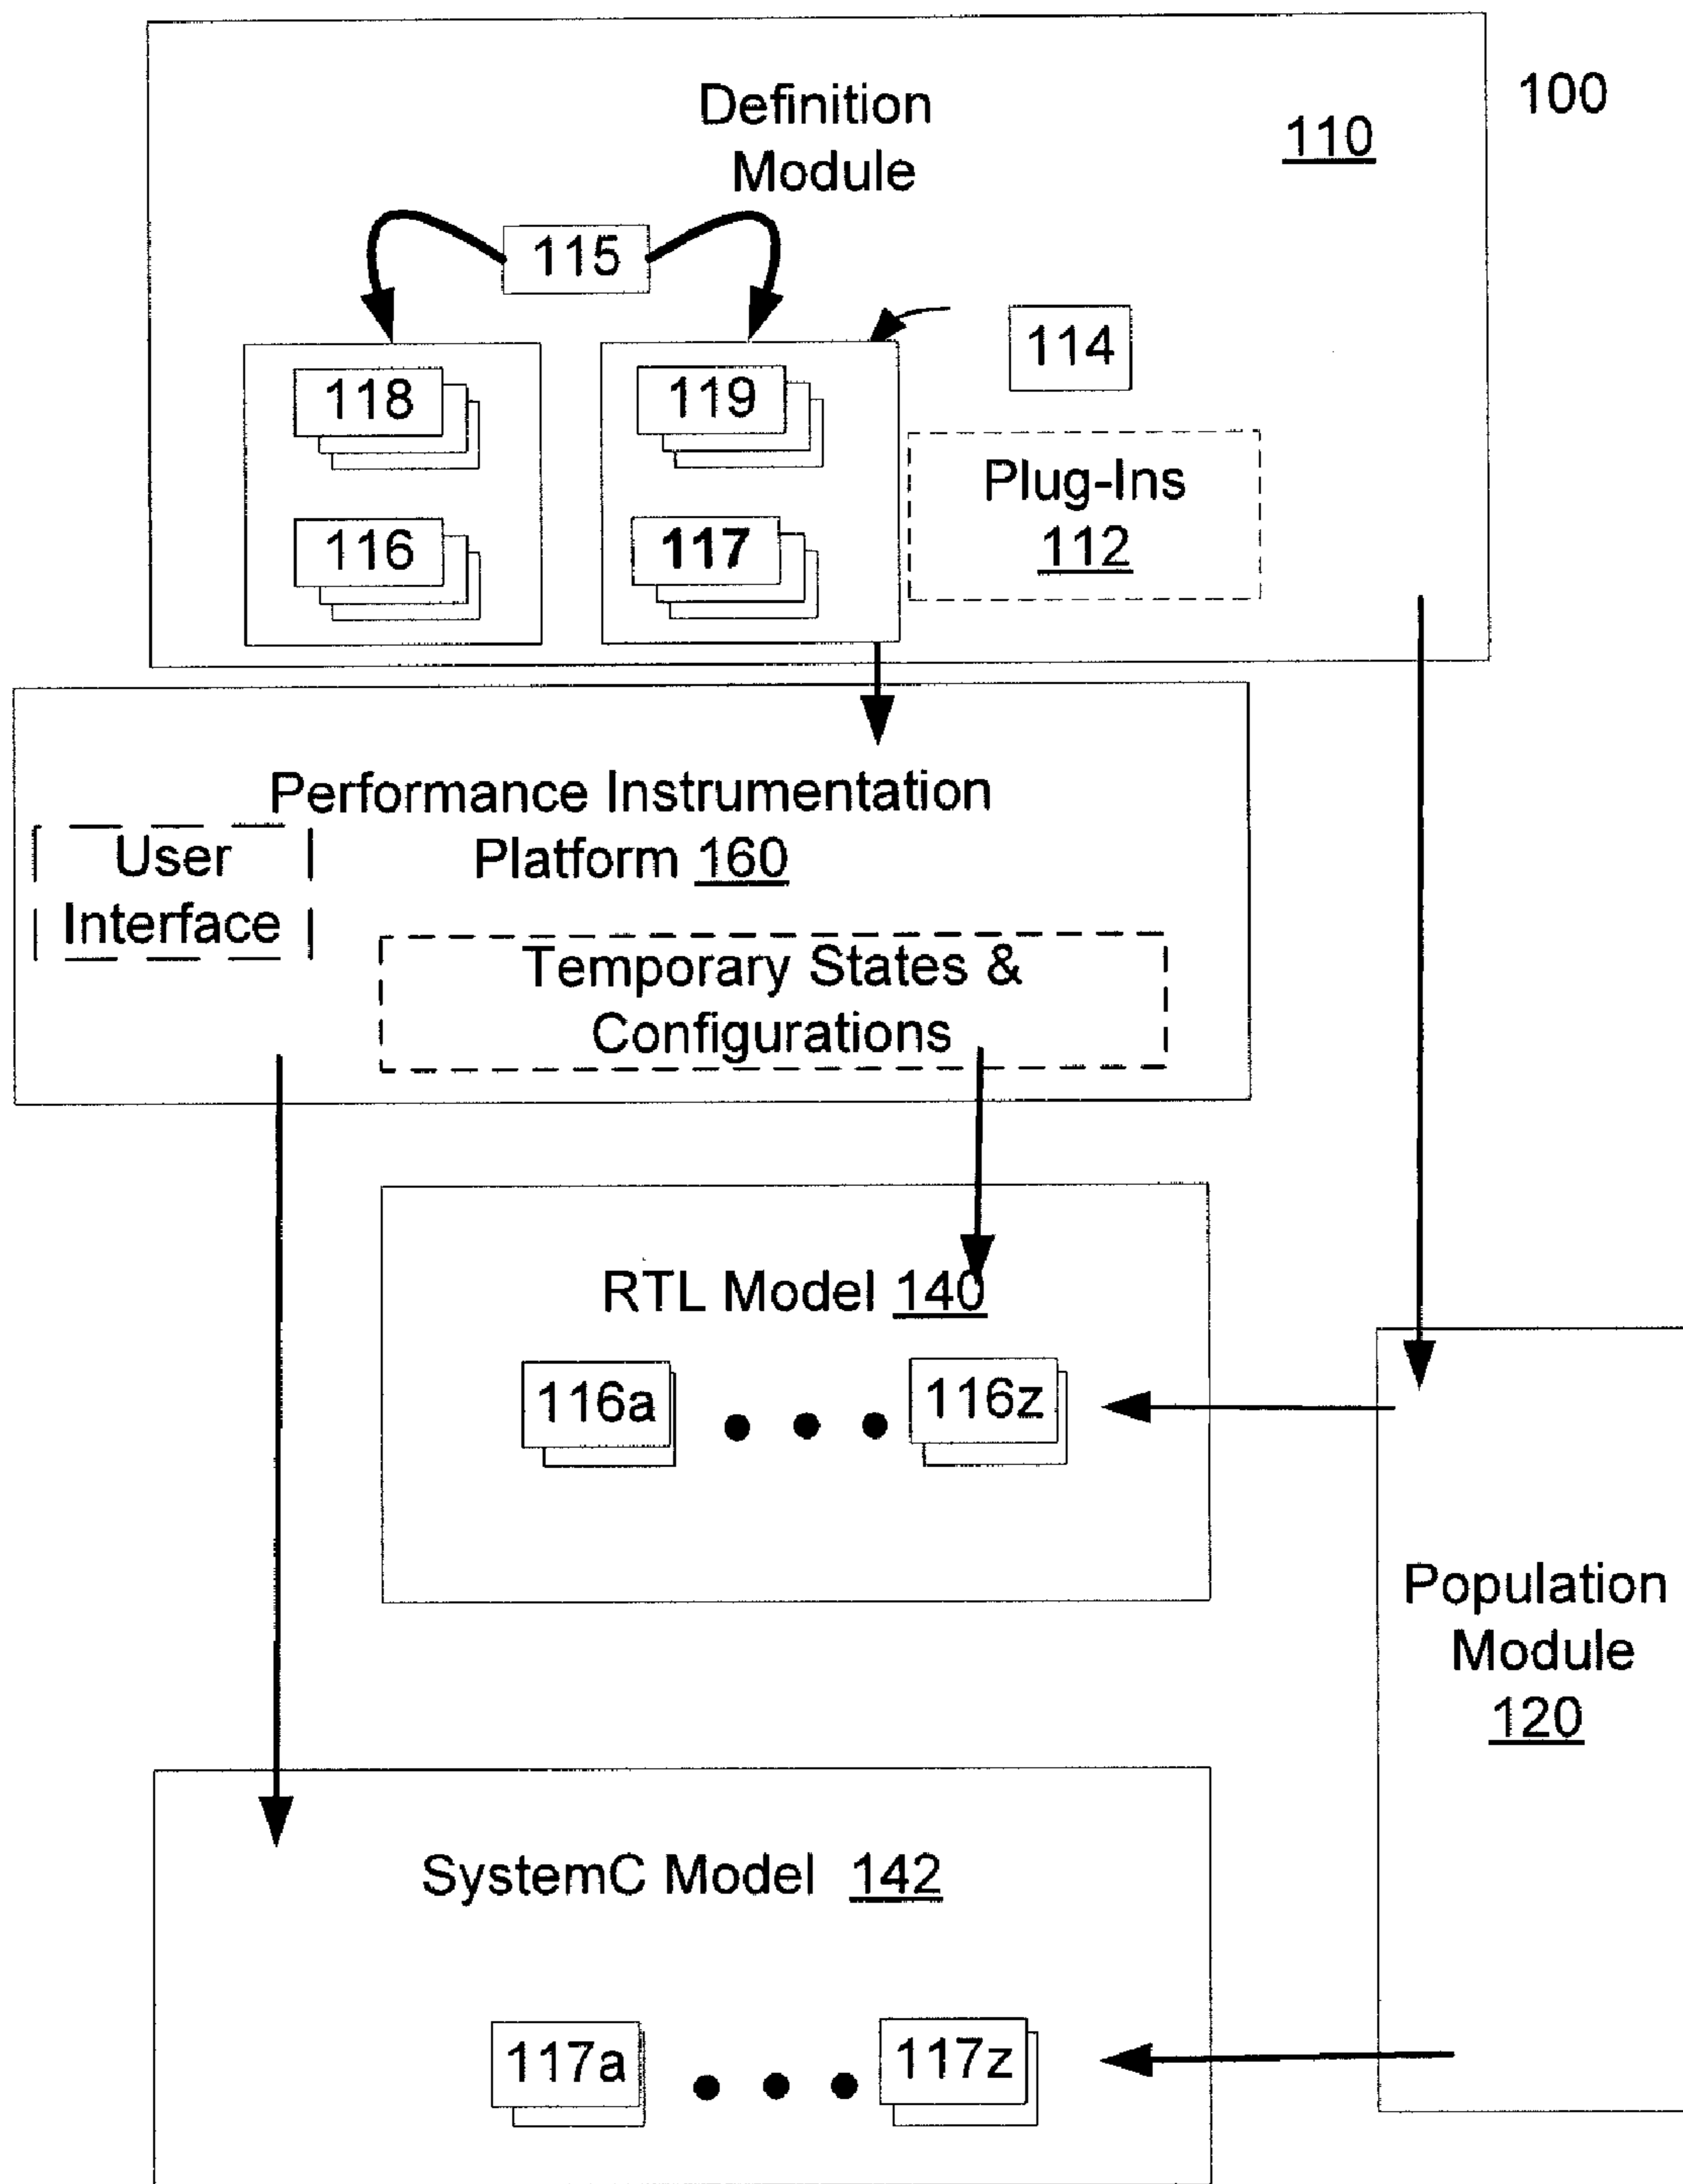 Definition
Module
100
110
115
114
118
119
Plug-Ins
112
116
117
Performance Instrumentation
Platform 160
User
Interface
Temporary States &
Configurations
RTL Model 140
116a
116z
Population
Module
120
SystemC Model 142
117a
117z